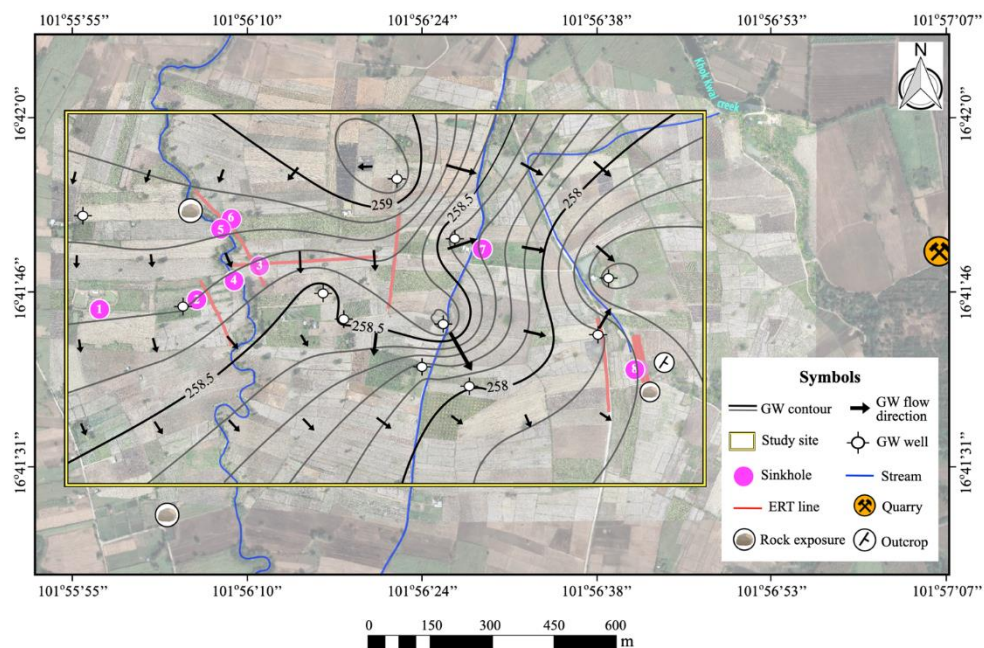 101°55'55’’ 101°56'10’’ 101°56'24’’ 101°56'38’’ 101°56'53’’ 101°57'07’’
N
Khok Kwai creek
16°42'0’’
16°42'0’’
259
258.5
258
6
5
7
3
4
2
1
16°41'46’’
16°41'46’’
258.5
258.5
258
8
Symbols
GW contour
GW flow
direction
Study site
GW well
Sinkhole
Stream
ERT line
Quarry
Rock exposure
Outcrop
16°41'31’’
16°41'31’’
101°55'55’’ 101°56'10’’ 101°56'24’’ 101°56'38’’ 101°56'53’’ 101°57'07’’
0 150 300 450 600
m